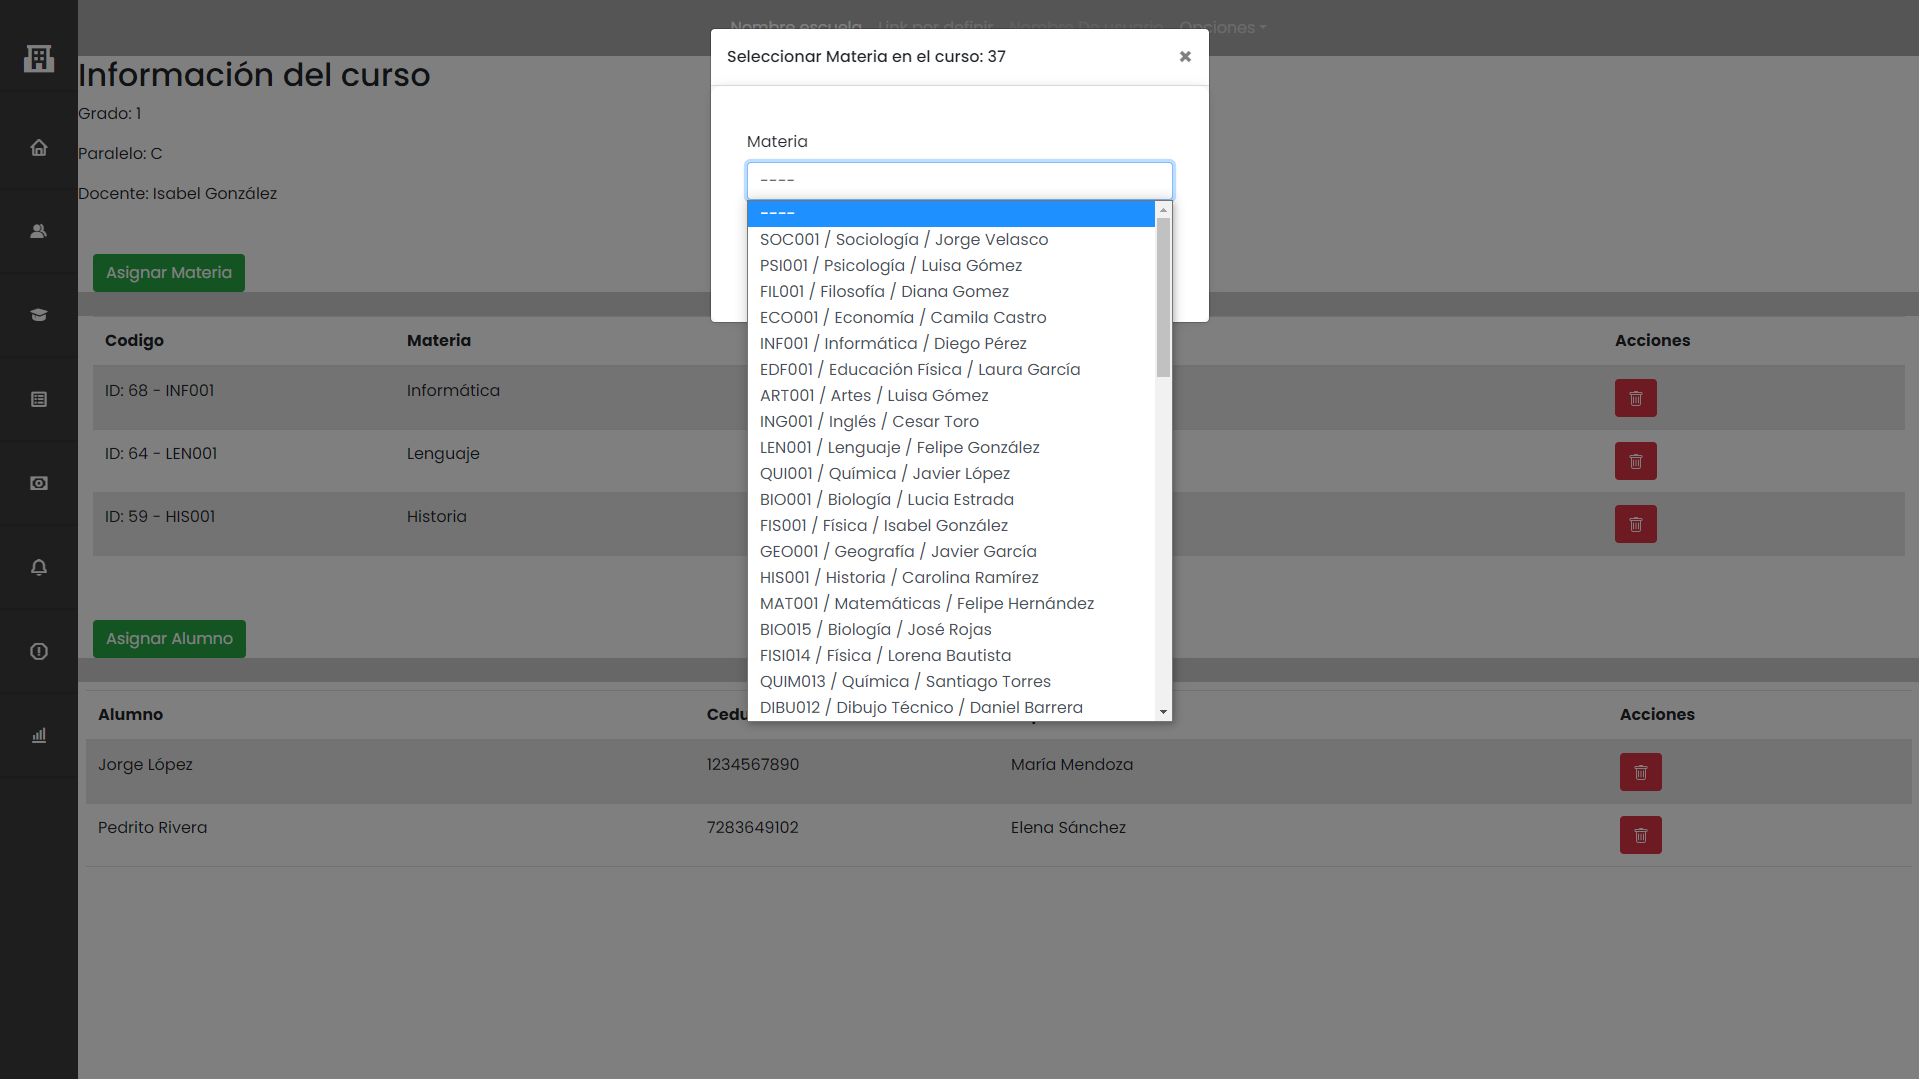 Nombre escuela Link por definir Nombre De usuario Opciones
Seleccionar Materia en el curso: 37
Información del curso
Grado: 1
Paralelo: C
Docente: Isabel González
Materia
----
----
SOC001 / Sociología / Jorge Velasco
PSI001 / Psicología / Luisa Gómez
FIL001 / Filosofía / Diana Gomez
ECO001 / Economía / Camila Castro
INF001 / Informática / Diego Pérez
EDF001 / Educación Física / Laura García
ART001 / Artes / Luisa Gómez
ING001 / Inglés / Cesar Toro
LEN001 / Lenguaje / Felipe González
QUI001 / Química / Javier López
BIO001 / Biología / Lucia Estrada
FIS001 / Física / Isabel González
GEO001 / Geografía / Javier García
HIS001 / Historia / Carolina Ramírez
MAT001 / Matemáticas / Felipe Hernández
BIO015 / Biología / José Rojas
FISI014 / Física / Lorena Bautista
QUIM013 / Química / Santiago Torres
DIBU012 / Dibujo Técnico / Daniel Barrera
Asignar Materia
Codigo Materia Acciones
ID: 68 - INF001 Informática
ID: 64 - LEN001 Lenguaje
ID: 59 - HIS001 Historia
Asignar Alumno
Alumno Acciones
Jorge López 1234567890 María Mendoza
Pedrito Rivera 7283649102 Elena Sánchez